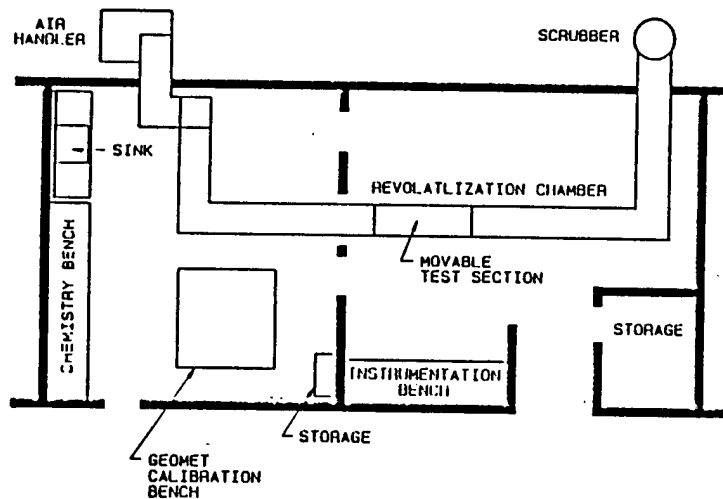 AIR
HANDLER
SCRUBBER
SINK
REVOLATLIZATION CHAMBER
MOVABLE
TEST SECTION
CHEMISTRY BENCH
STORAGE
INSTRUMENTATION
BENCH
STORAGE
GEOMET
CALIBRATION
BENCH